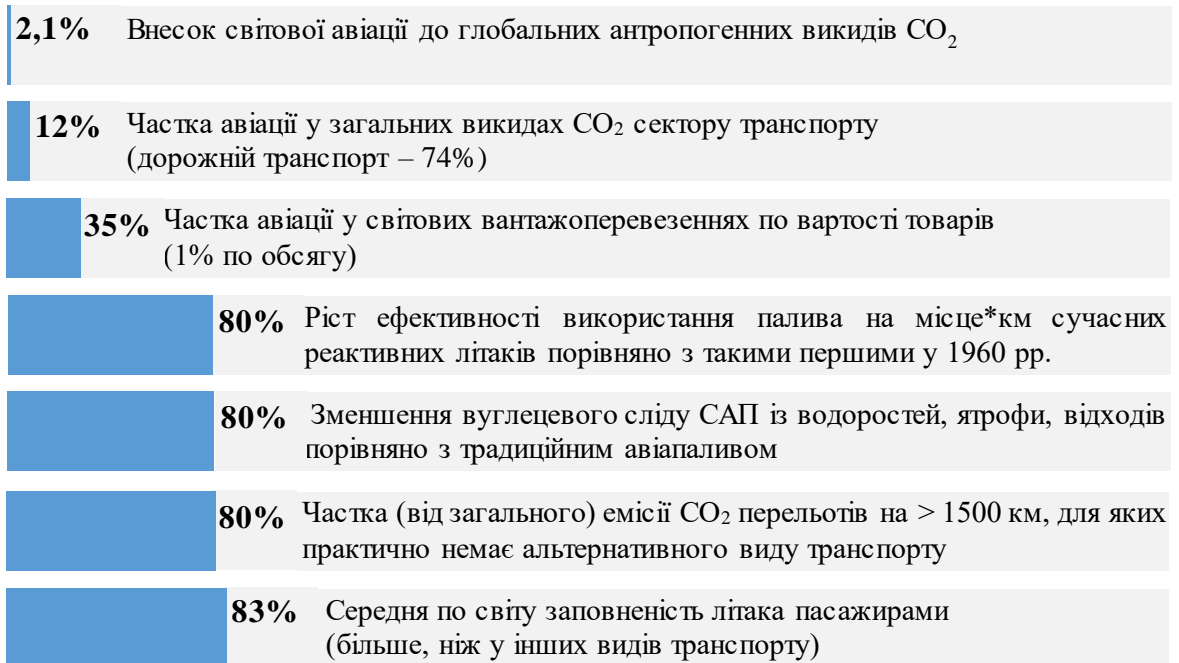 2,1% Внесок світової авіації до глобальних антропогенних викидів CO₂
12% Частка авіації у загальних викидах CO₂ сектору транспорту
(дорожній транспорт – 74%)
35% Частка авіації у світових вантажоперевезеннях по вартості товарів
(1% по обсягу)
80% Ріст ефективності використання палива на місце*км сучасних
реактивних літаків порівняно з такими першими у 1960 рр.
80% Зменшення вуглецевого сліду САП із водоростей, ятрофи, відходів
порівняно з традиційним авіапаливом
80% Частка (від загального) емісії CO₂ перельотів на > 1500 км, для яких
практично немає альтернативного виду транспорту
83% Середня по світу заповненість літака пасажирами
(більше, ніж у інших видів транспорту)